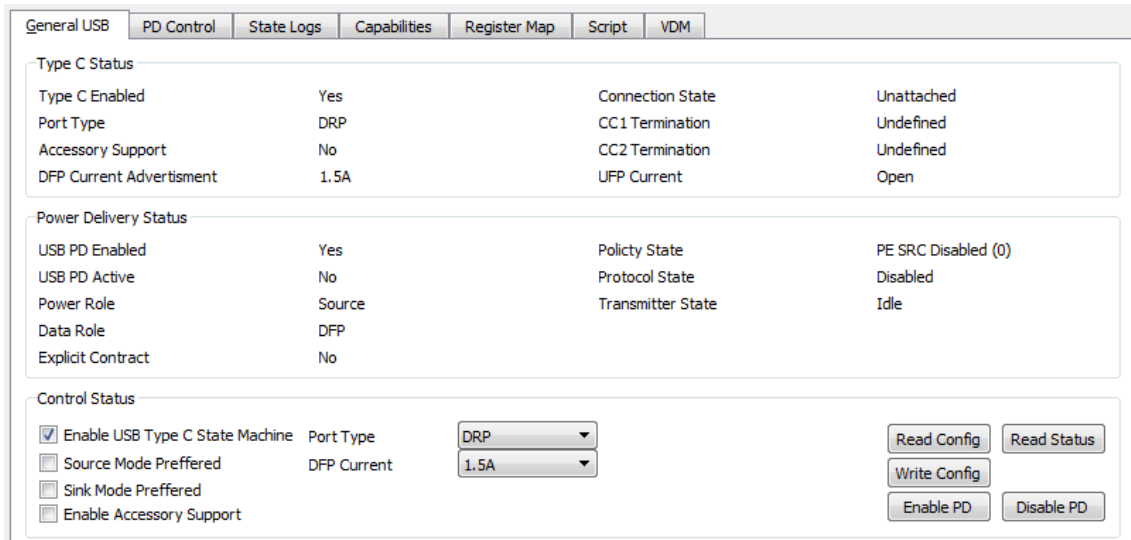 General USB PD Control State Logs Capabilities Register Map Script VDM
Type C Status
Type C Enabled Yes Connection State Unattached
Port Type DRP CC1 Termination Undefined
Accessory Support No CC2 Termination Undefined
DFP Current Advertisment 1.5A UFP Current Open
Power Delivery Status
USB PD Enabled Yes Policty State PE SRC Disabled (0)
USB PD Active No Protocol State Disabled
Power Role Source Transmitter State Idle
Data Role DFP
Explicit Contract No
Control Status
Enable USB Type C State Machine Port Type DRP Read Config Read Status
Source Mode Preffered DFP Current 1.5A Write Config
Sink Mode Preffered
Enable Accessory Support Enable PD Disable PD